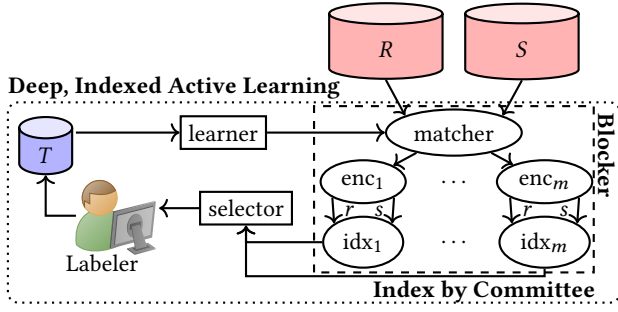 R
S
Deep, Indexed Active Learning
T
learner
matcher
Blocker
enc₁
...
encₘ
r
s
r
s
selector
idx₁
...
idxₘ
Labeler
Index by Committee